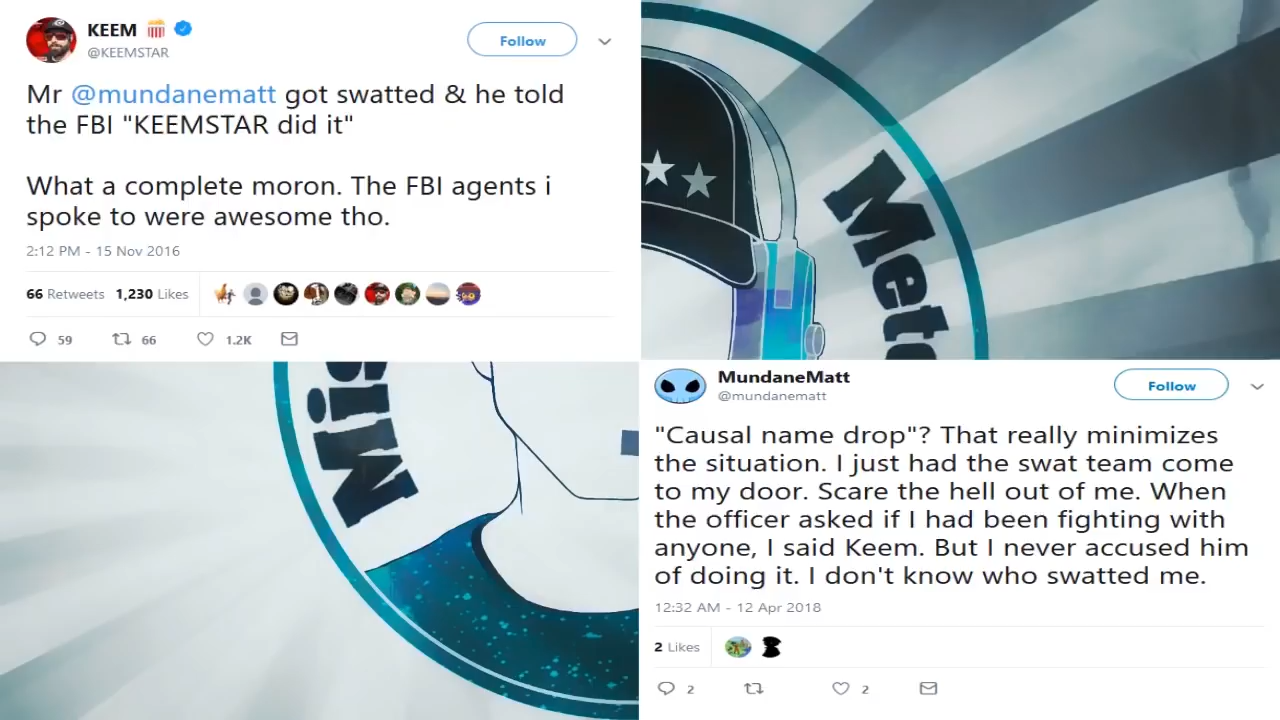 KEEM
@KEEMSTAR
Follow
Mr @mundanematt got swatted & he told
the FBI "KEEMSTAR did it"
What a complete moron. The FBI agents i
spoke to were awesome tho.
2:12 PM - 15 Nov 2016
66 Retweets 1,230 Likes
59 66 1.2K
Meto
Mis
MundaneMatt
@mundanematt
Follow
"Causal name drop"? That really minimizes
the situation. I just had the swat team come
to my door. Scare the hell out of me. When
the officer asked if I had been fighting with
anyone, I said Keem. But I never accused him
of doing it. I don't know who swatted me.
12:32 AM - 12 Apr 2018
2 Likes
2 2